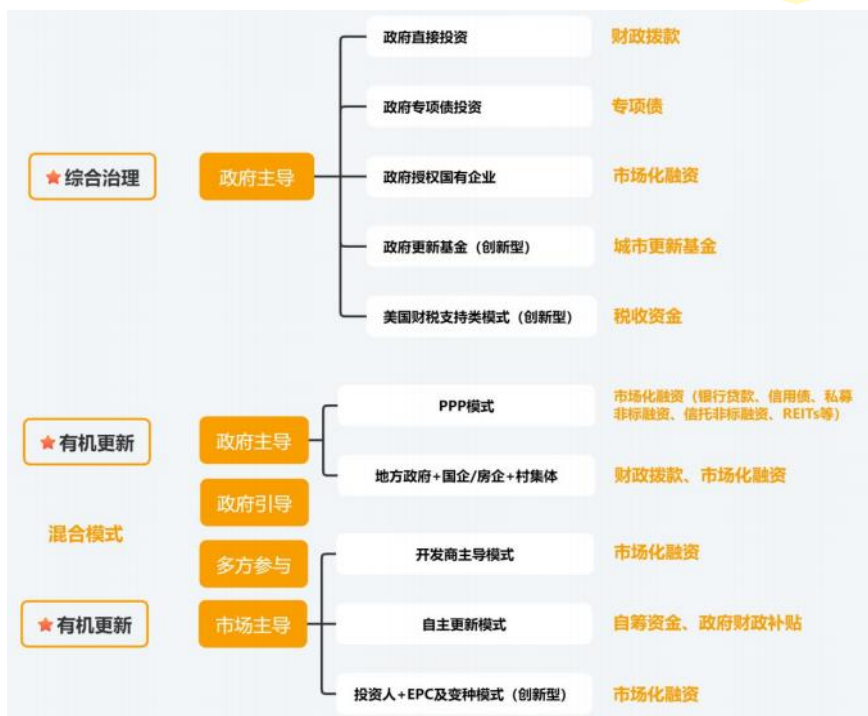 政府直接投资 财政拨款
政府专项债投资 专项债
综合治理 政府主导 政府授权国有企业 市场化融资
政府更新基金（创新型） 城市更新基金
美国财税支持类模式（创新型） 税收资金
PPP模式 市场化融资（银行贷款、信用债、私募
非标融资、信托非标融资、REITs等）
有机更新 政府主导
地方政府+国企/房企+村集体 财政拨款、市场化融资
政府引导
混合模式
多方参与 开发商主导模式 市场化融资
有机更新 市场主导 自主更新模式 自筹资金、政府财政补贴
投资人+EPC及变种模式（创新型） 市场化融资